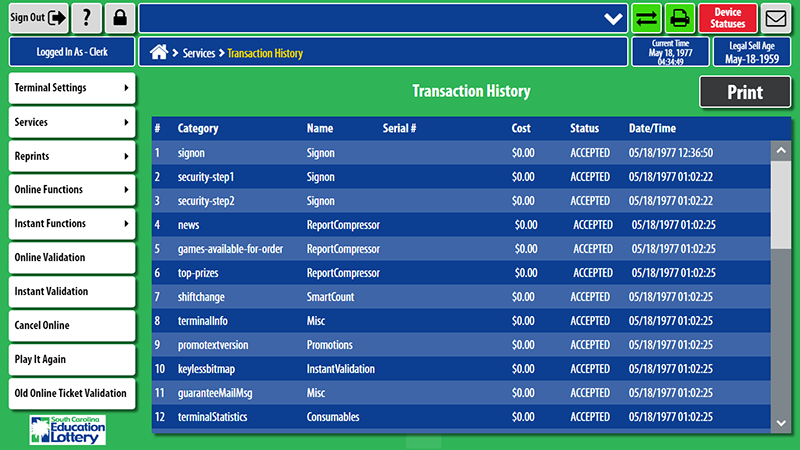 Sign Out
?
Device
Statuses
Logged In As - Clerk
Services
Transaction History
Current Time
May 18, 1977
04:34:49
Legal Sell Age
May-18-1959
Terminal Settings
Services
Reprints
Online Functions
Instant Functions
Online Validation
Instant Validation
Cancel Online
Play It Again
Old Online Ticket Validation
South Carolina
Education
Lottery
Transaction History
Print
# Category Name Serial # Cost Status Date/Time
1 signon Signon $0.00 ACCEPTED 05/18/1977 12:36:50
2 security-step1 Signon $0.00 ACCEPTED 05/18/1977 01:02:22
3 security-step2 Signon $0.00 ACCEPTED 05/18/1977 01:02:22
4 news ReportCompressor $0.00 ACCEPTED 05/18/1977 01:02:25
5 games-available-for-order ReportCompressor $0.00 ACCEPTED 05/18/1977 01:02:25
6 top-prizes ReportCompressor $0.00 ACCEPTED 05/18/1977 01:02:25
7 shiftchange SmartCount $0.00 ACCEPTED 05/18/1977 01:02:25
8 terminalInfo Misc $0.00 ACCEPTED 05/18/1977 01:02:25
9 promotextversion Promotions $0.00 ACCEPTED 05/18/1977 01:02:25
10 keylessbitmap InstantValidation $0.00 ACCEPTED 05/18/1977 01:02:25
11 guaranteeMailMsg Misc $0.00 ACCEPTED 05/18/1977 01:02:25
12 terminalStatistics Consumables $0.00 ACCEPTED 05/18/1977 01:02:25